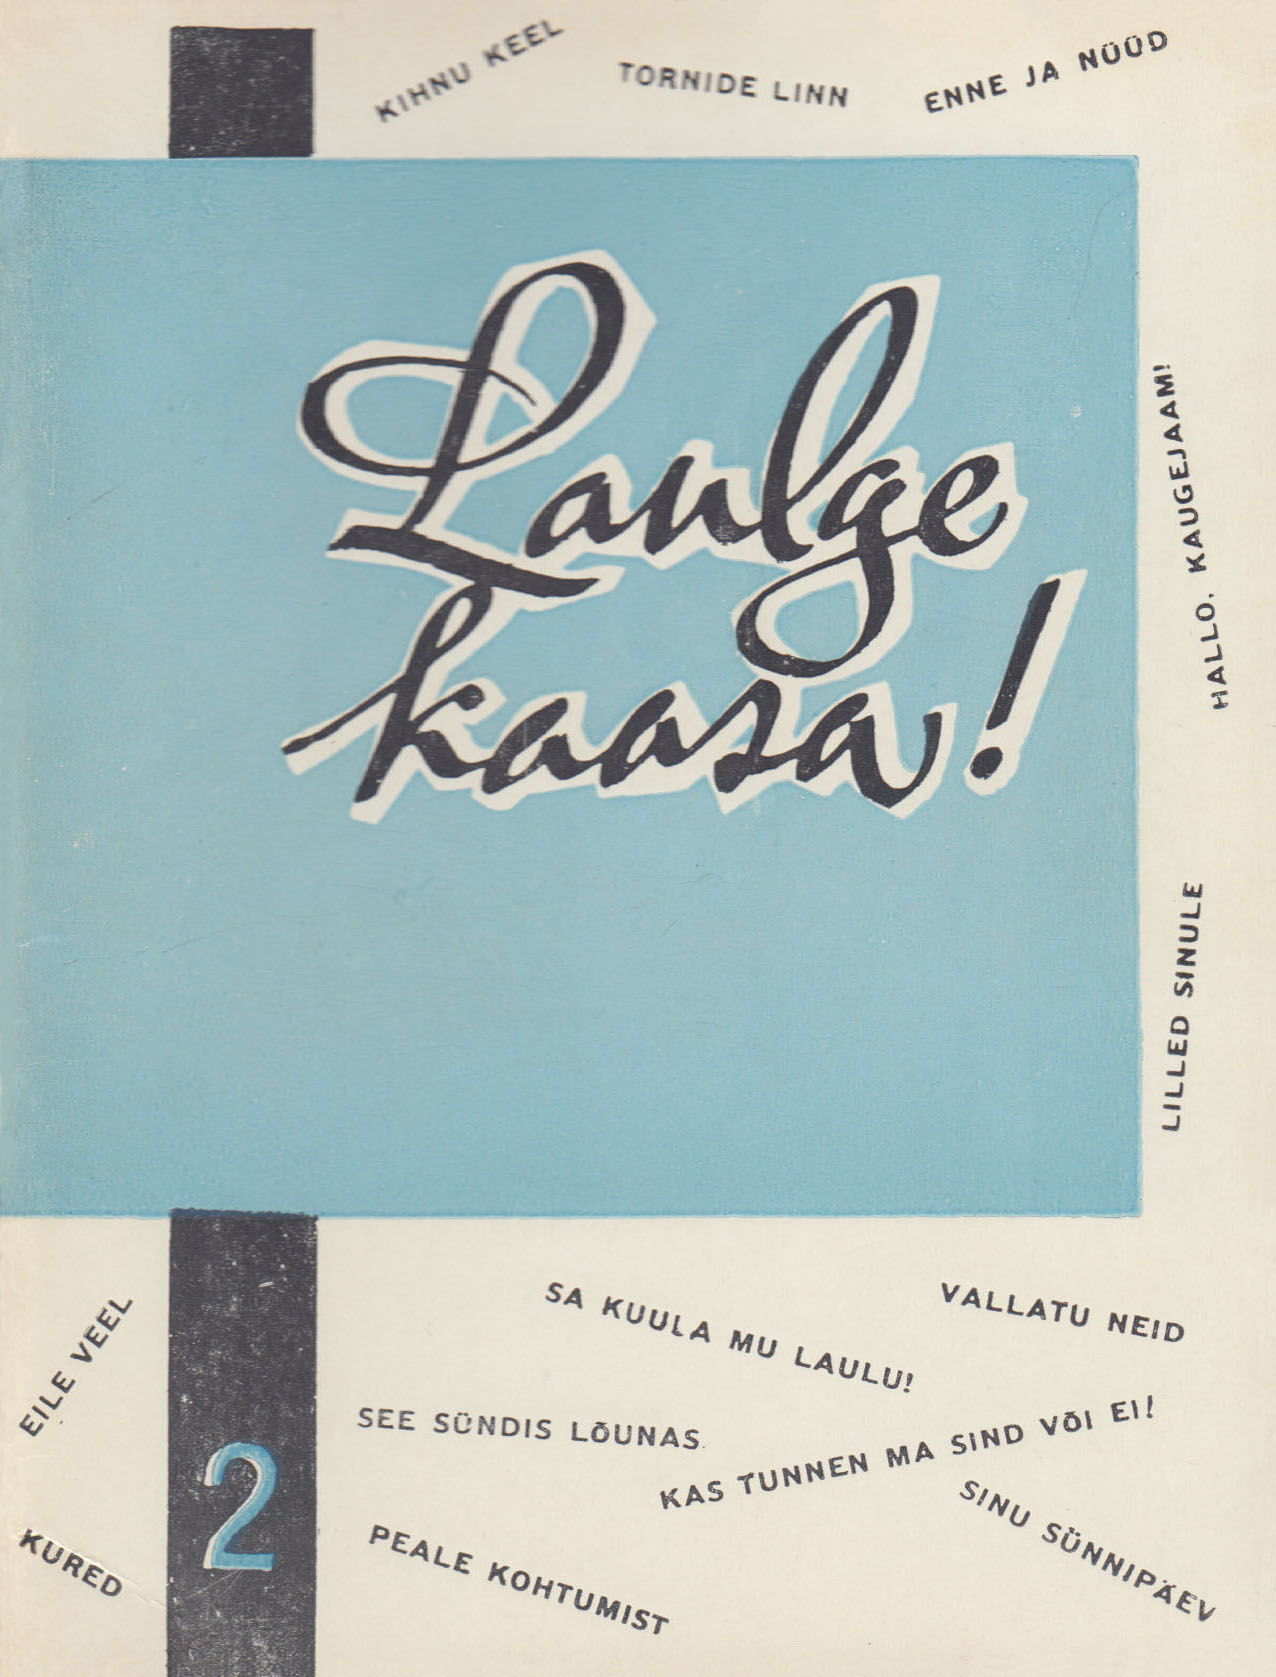 KIHNU KEEL
TORNIDE LINN
ENNE JA NÜÜD
Laulge
kaasa!
HALLO, KAUGEJAAM!
LILLED SINULE
EILE VEEL
SA KUULA MU LAULU!
VALLATU NEID
SEE SÜNDIS LÕUNAS
KAS TUNNEN MA SIND VÕI EI!
2
SINU SÜNNIPÄEV
KURED
PEALE KOHTUMIST